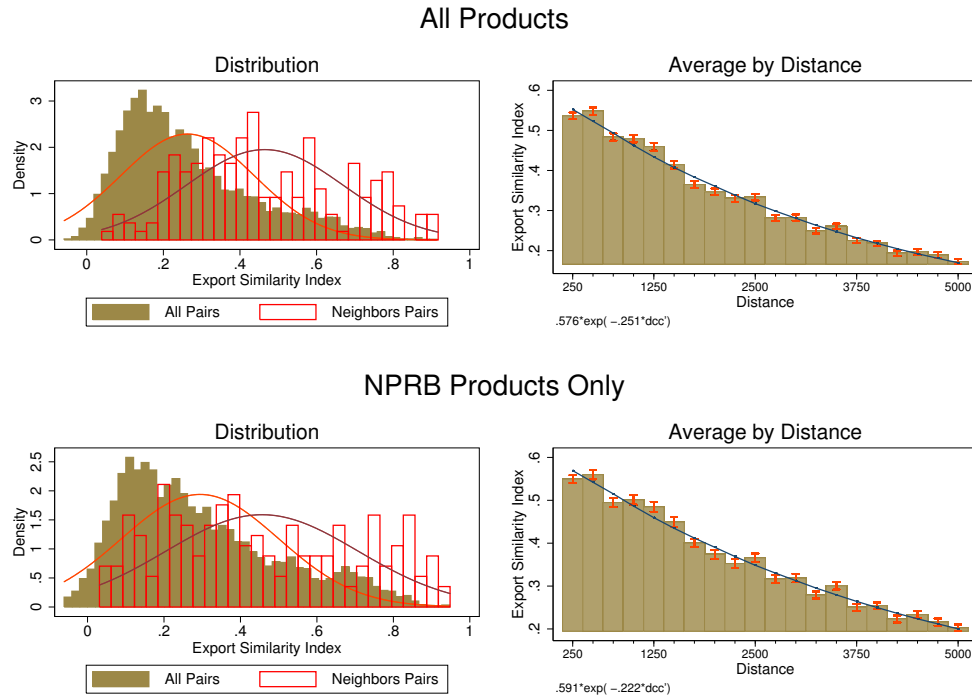 All Products
Distribution
Density
0 1 2 3
0 .2 .4 .6 .8 1
Export Similarity Index
All Pairs Neighbors Pairs
Average by Distance
Export Similarity Index
.2 .3 .4 .5 .6
250 1250 2500 3750 5000
Distance
.576*exp( −.251*dcc')
NPRB Products Only
Distribution
Density
0 .5 1 1.5 2 2.5
0 .2 .4 .6 .8 1
Export Similarity Index
All Pairs Neighbors Pairs
Average by Distance
Export Similarity Index
.2 .3 .4 .5 .6
250 1250 2500 3750 5000
Distance
.591*exp( −.222*dcc')